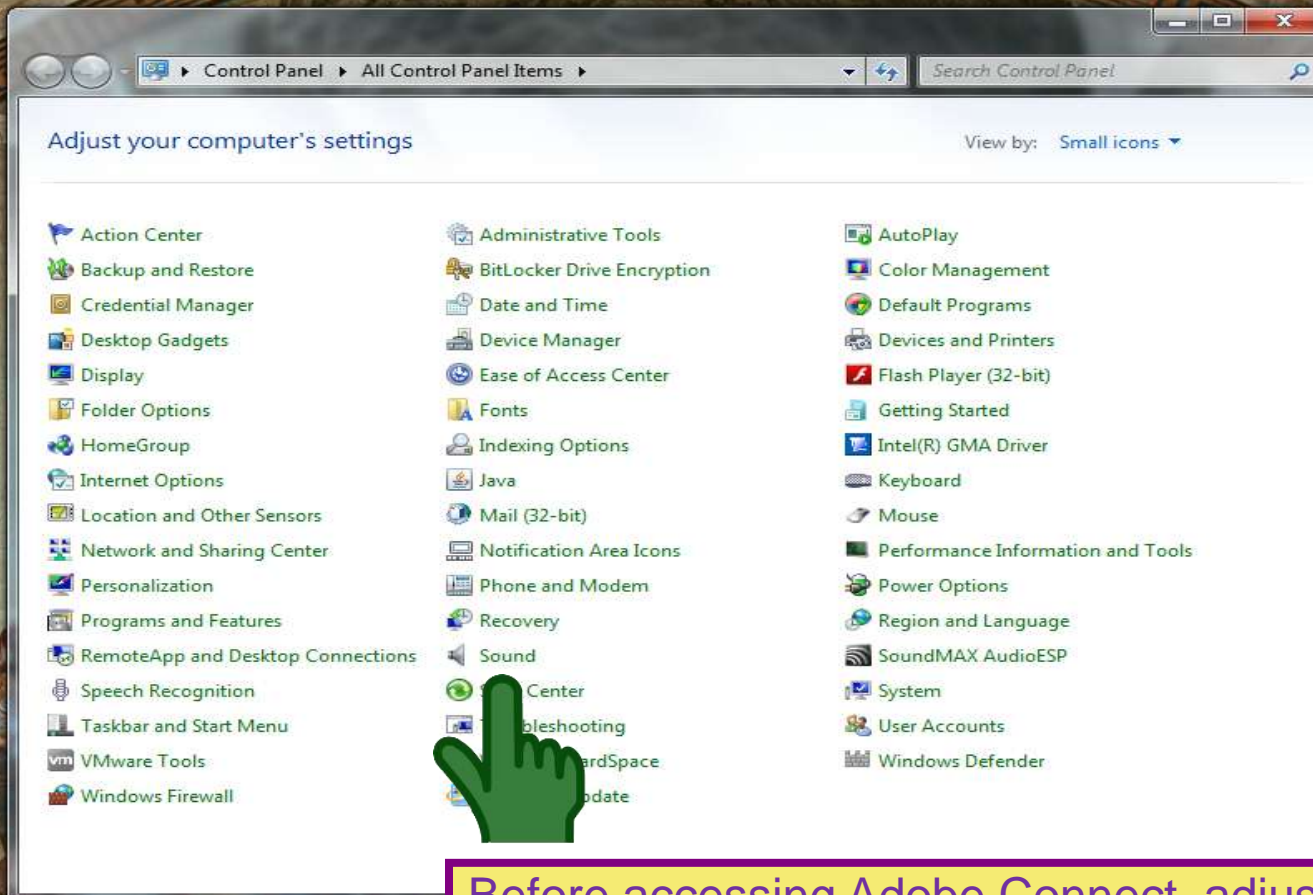 Control Panel All Control Panel Items Search Control Panel
Adjust your computer's settings View by: Small icons
Action Center Administrative Tools AutoPlay
Backup and Restore BitLocker Drive Encryption Color Management
Credential Manager Date and Time Default Programs
Desktop Gadgets Device Manager Devices and Printers
Display Ease of Access Center Flash Player (32-bit)
Folder Options Fonts Getting Started
HomeGroup Indexing Options Intel(R) GMA Driver
Internet Options Java Keyboard
Location and Other Sensors Mail (32-bit) Mouse
Network and Sharing Center Notification Area Icons Performance Information and Tools
Personalization Phone and Modem Power Options
Programs and Features Recovery Region and Language
RemoteApp and Desktop Connections Sound SoundMAX AudioESP
Speech Recognition Center System
Taskbar and Start Menu User Accounts
vm VMware Tools Windows Defender
Windows Firewall
Before accessing Adobe Connect, adjus